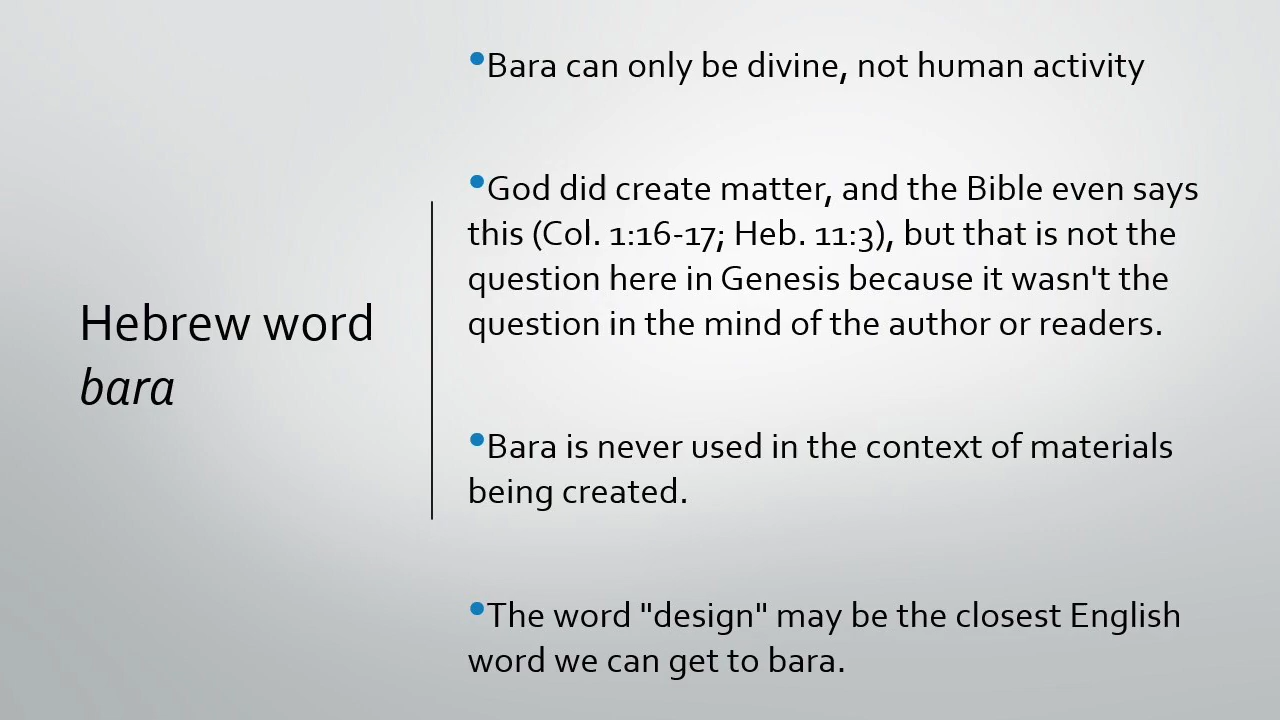 Hebrew word
bara
•Bara can only be divine, not human activity
•God did create matter, and the Bible even says
this (Col. 1:16-17; Heb. 11:3), but that is not the
question here in Genesis because it wasn't the
question in the mind of the author or readers.
•Bara is never used in the context of materials
being created.
•The word "design" may be the closest English
word we can get to bara.